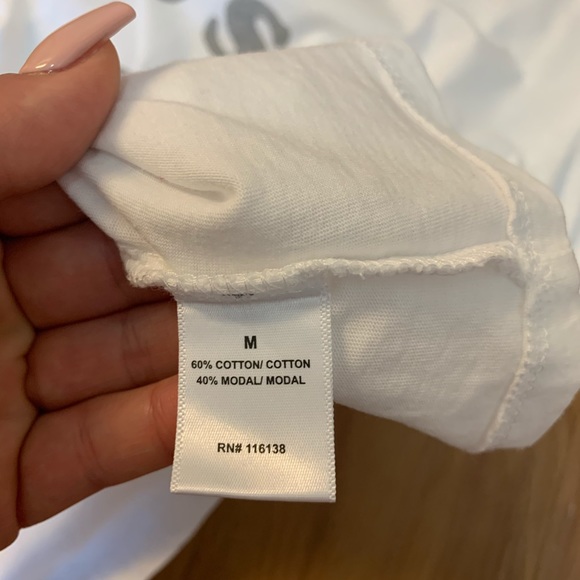 S
M
60% COTTON/ COTTON
40% MODAL/ MODAL
RN# 116138